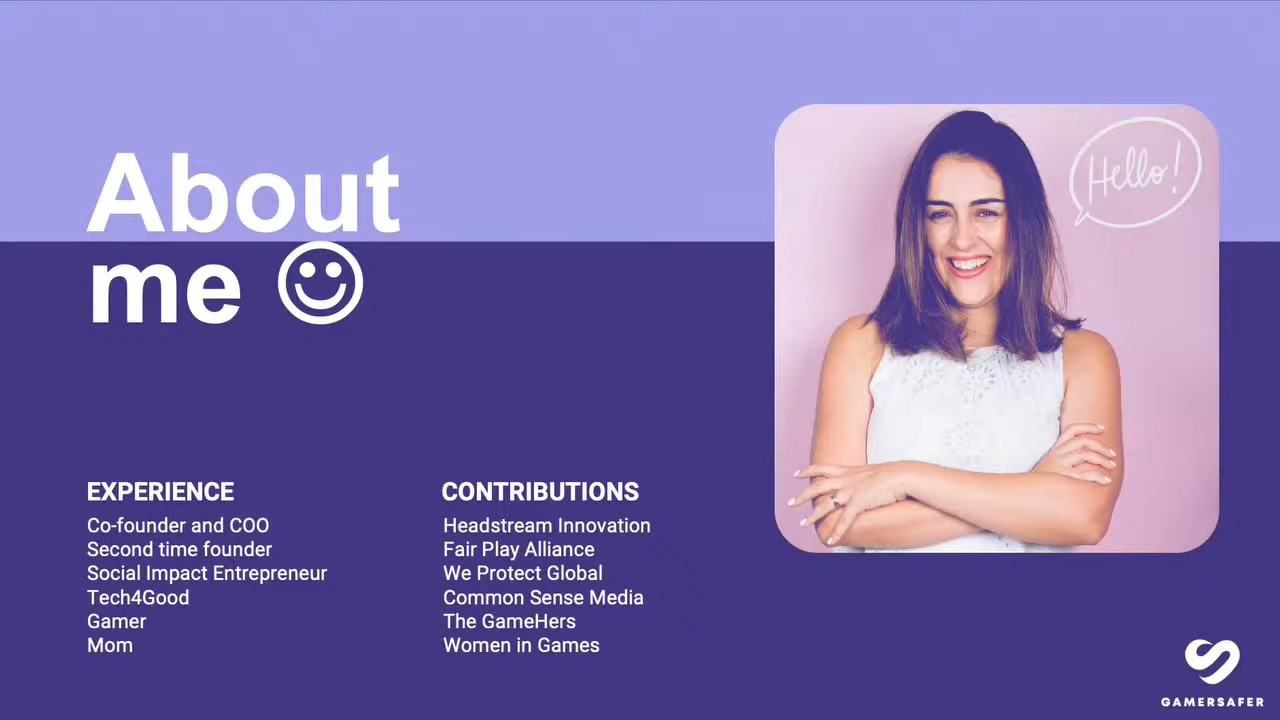 About
me
Hello!
EXPERIENCE
Co-founder and COO
Second time founder
Social Impact Entrepreneur
Tech4Good
Gamer
Mom
CONTRIBUTIONS
Headstream Innovation
Fair Play Alliance
We Protect Global
Common Sense Media
The GameHers
Women in Games
GAMERSAFER